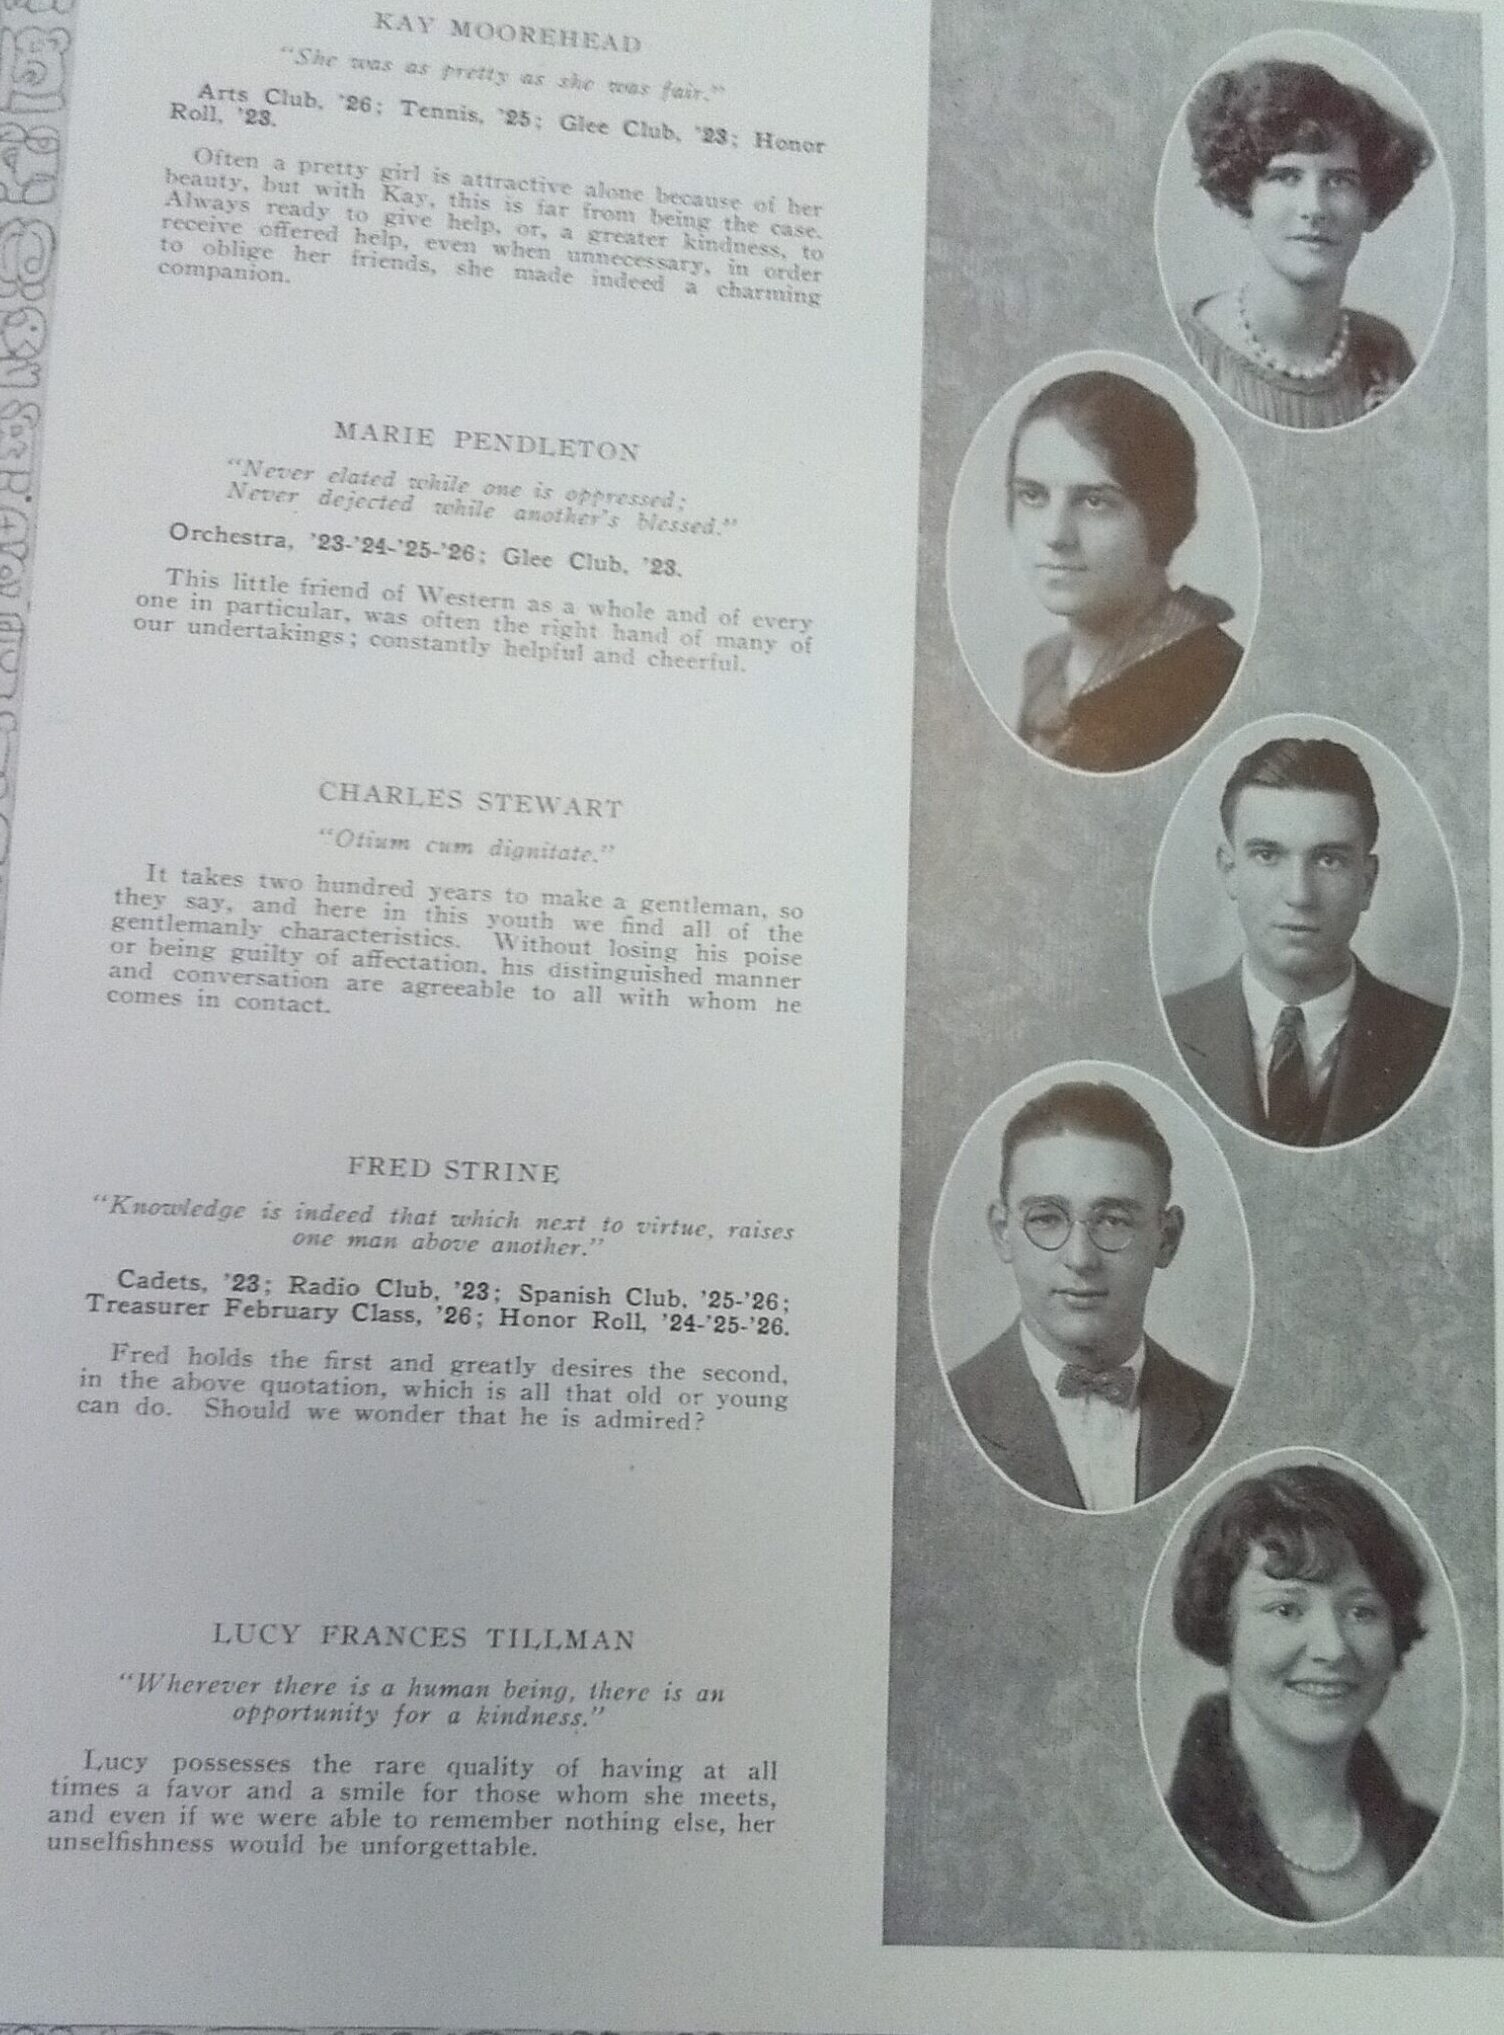 KAY MOOREHEAD
"She was as pretty as she was fair."
Arts Club, '26; Tennis, '25; Glee Club, '23; Honor
Roll, '23.
Often a pretty girl is attractive alone because of her
beauty, but with Kay, this is far from being the case.
Always ready to give help, or, a greater kindness, to
receive offered help, even when unnecessary, in order
to oblige her friends, she made indeed a charming
companion.
MARIE PENDLETON
"Never elated while one is oppressed;
Never dejected while another's blessed."
Orchestra, '23-'24-'25-'26; Glee Club, '23.
This little friend of Western as a whole and of every
one in particular, was often the right hand of many of
our undertakings; constantly helpful and cheerful.
CHARLES STEWART
"Otium cum dignitate."
It takes two hundred years to make a gentleman, so
they say, and here in this youth we find all of the
gentlemanly characteristics. Without losing his poise
or being guilty of affectation, his distinguished manner
and conversation are agreeable to all with whom he
comes in contact.
FRED STRINE
"Knowledge is indeed that which next to virtue, raises
one man above another."
Cadets, '23; Radio Club, '23; Spanish Club, '25-'26;
Treasurer February Class, '26; Honor Roll, '24-'25-'26.
Fred holds the first and greatly desires the second,
in the above quotation, which is all that old or young
can do. Should we wonder that he is admired?
LUCY FRANCES TILLMAN
"Wherever there is a human being, there is an
opportunity for a kindness."
Lucy possesses the rare quality of having at all
times a favor and a smile for those whom she meets,
and even if we were able to remember nothing else, her
unselfishness would be unforgettable.